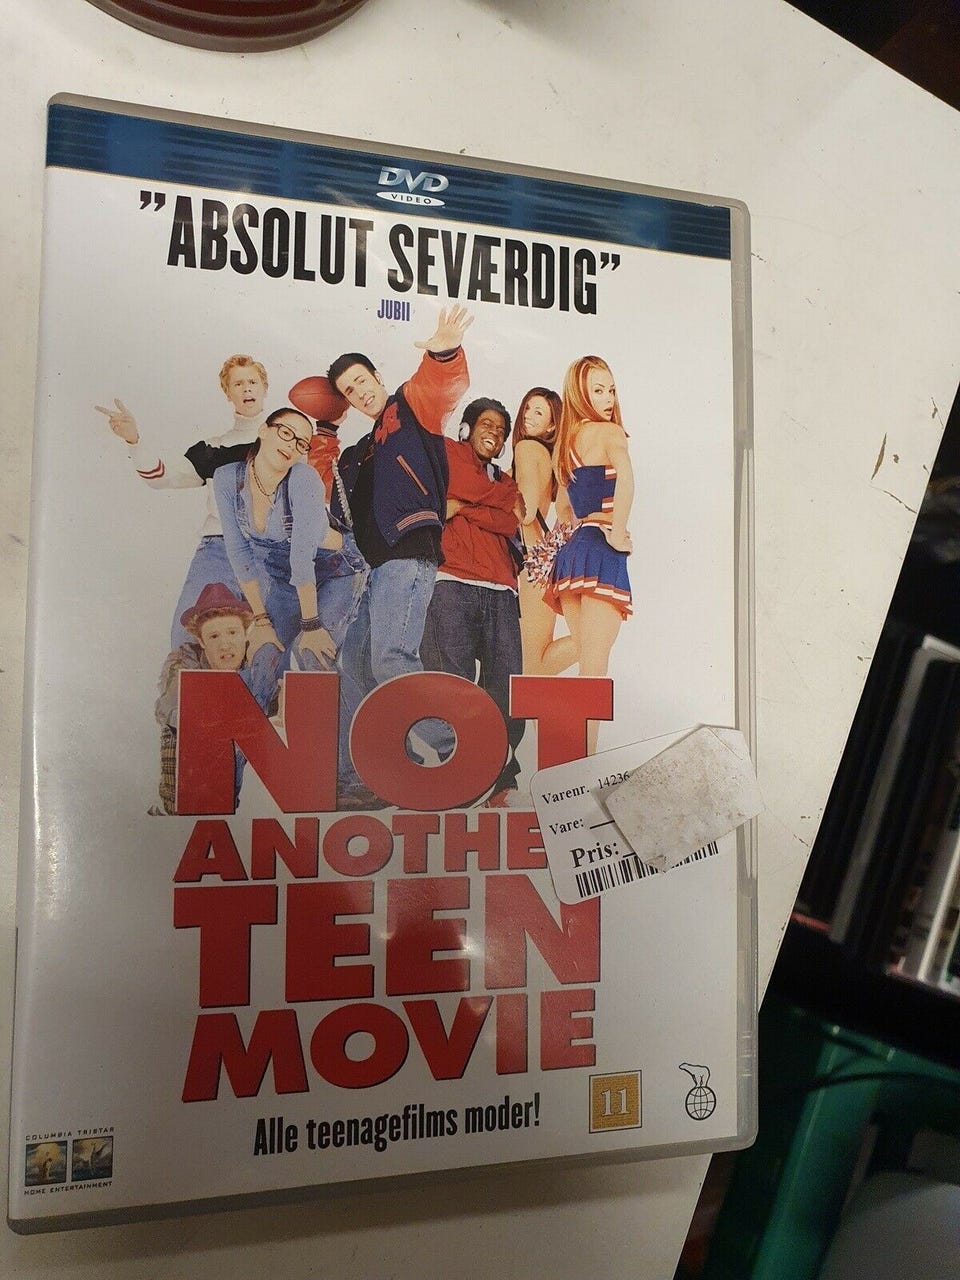 DVD
VIDEO
"ABSOLUT SEVÆRDIG"
JUBII
NOT
ANOTHE
TEEN
MOVIE
Varenr. 14236
Vare:
Pris:
Alle teenagefilms moder!
11
COLUMBIA TRISTAR
HOME ENTERTAINMENT